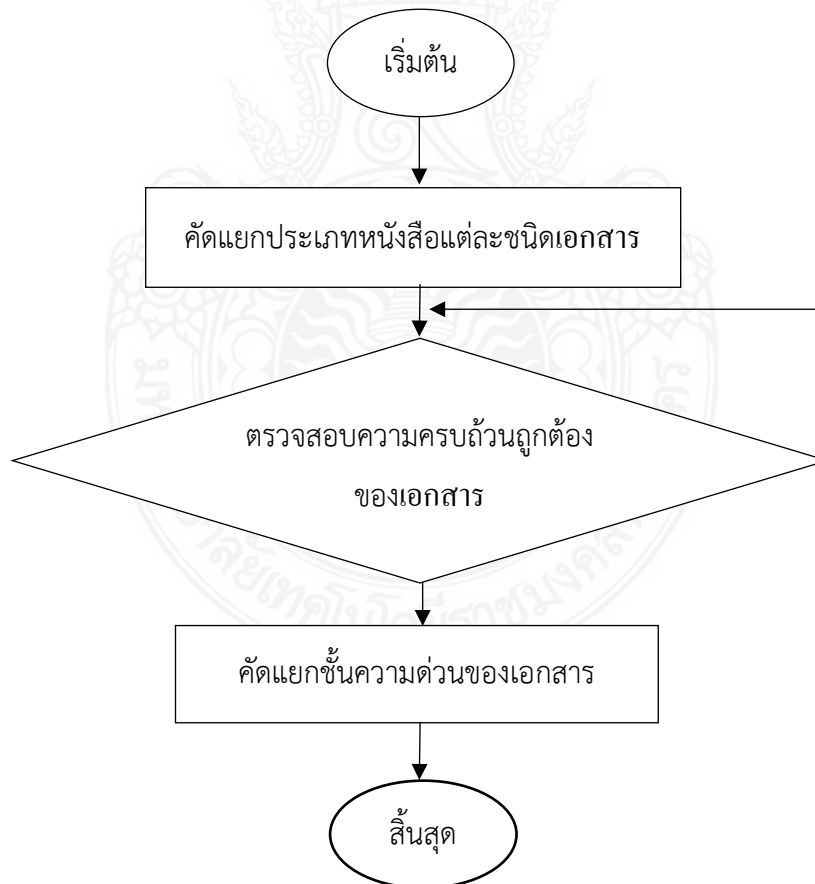 เริ่มต้น
คัดแยกประเภทหนังสือแต่ละชนิดเอกสาร
ตรวจสอบความครบถ้วนถูกต้อง
ของเอกสาร
คัดแยกชั้นความด่วนของเอกสาร
สิ้นสุด